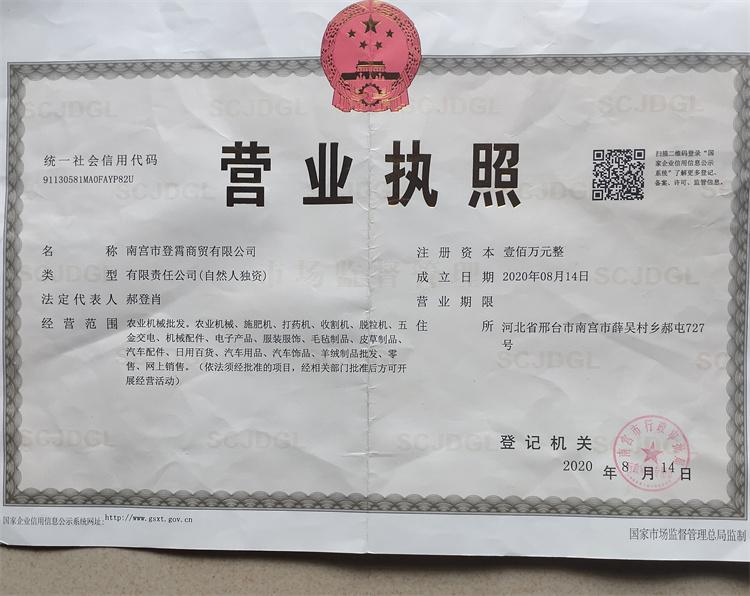 营业执照
统一社会信用代码
91130581MA0FAYP82U
扫描二维码登录“国
家企业信用信息公示
系统”了解更多登记、
备案、许可、监管信息。
名 称 南宫市登霄商贸有限公司
类 型 有限责任公司(自然人独资)
法定代表人 郝登肖
经营范围 农业机械批发。农业机械、施肥机、打药机、收割机、脱粒机、五
金交电、机械配件、电子产品、服装服饰、毛毡制品、皮草制品、
汽车配件、日用百货、汽车用品、汽车饰品、羊绒制品批发、零
售、网上销售。(依法须经批准的项目,经相关部门批准后方可开
展经营活动)
注册资本 壹佰万元整
成立日期 2020年08月14日
营业期限
住 所 河北省邢台市南宫市薛吴村乡郝屯727
号
登记机关
2020 年 8 月 14 日
国家企业信用信息公示系统网址:http://www.gsxt.gov.cn
国家市场监督管理总局监制